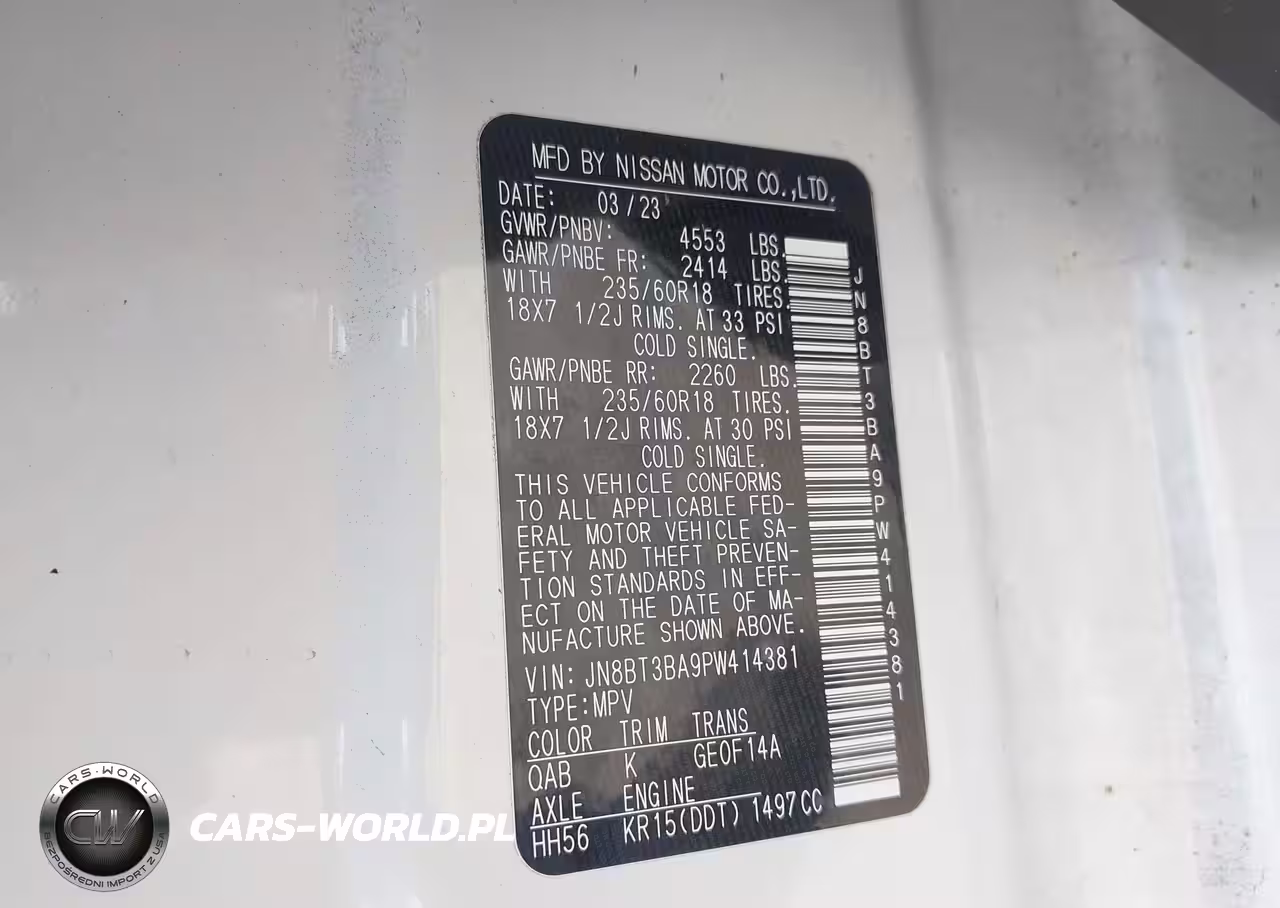 MFD BY NISSAN MOTOR CO.,LTD.
DATE: 03/23
GVWR/PNBV: 4553 LBS.
GAWR/PNBE FR: 2414 LBS.
WITH 235/60R18 TIRES.
18X7 1/2J RIMS. AT 33 PSI
COLD SINGLE.
GAWR/PNBE RR: 2260 LBS.
WITH 235/60R18 TIRES.
18X7 1/2J RIMS. AT 30 PSI
COLD SINGLE.
THIS VEHICLE CONFORMS
TO ALL APPLICABLE FED-
ERAL MOTOR VEHICLE SA-
FETY AND THEFT PREVEN-
TION STANDARDS IN EFF-
ECT ON THE DATE OF MA-
NUFACTURE SHOWN ABOVE.
VIN: JN8BT3BA9PW414381
TYPE:MPV
COLOR TRIM TRANS
QAB K GE0F14A
AXLE ENGINE
HH56 KR15(DDT) 1497CC
JN8BT3BA9PW414381
CARS-WORLD
CW
BEZPOŚREDNI IMPORT Z USA
CARS-WORLD.PL